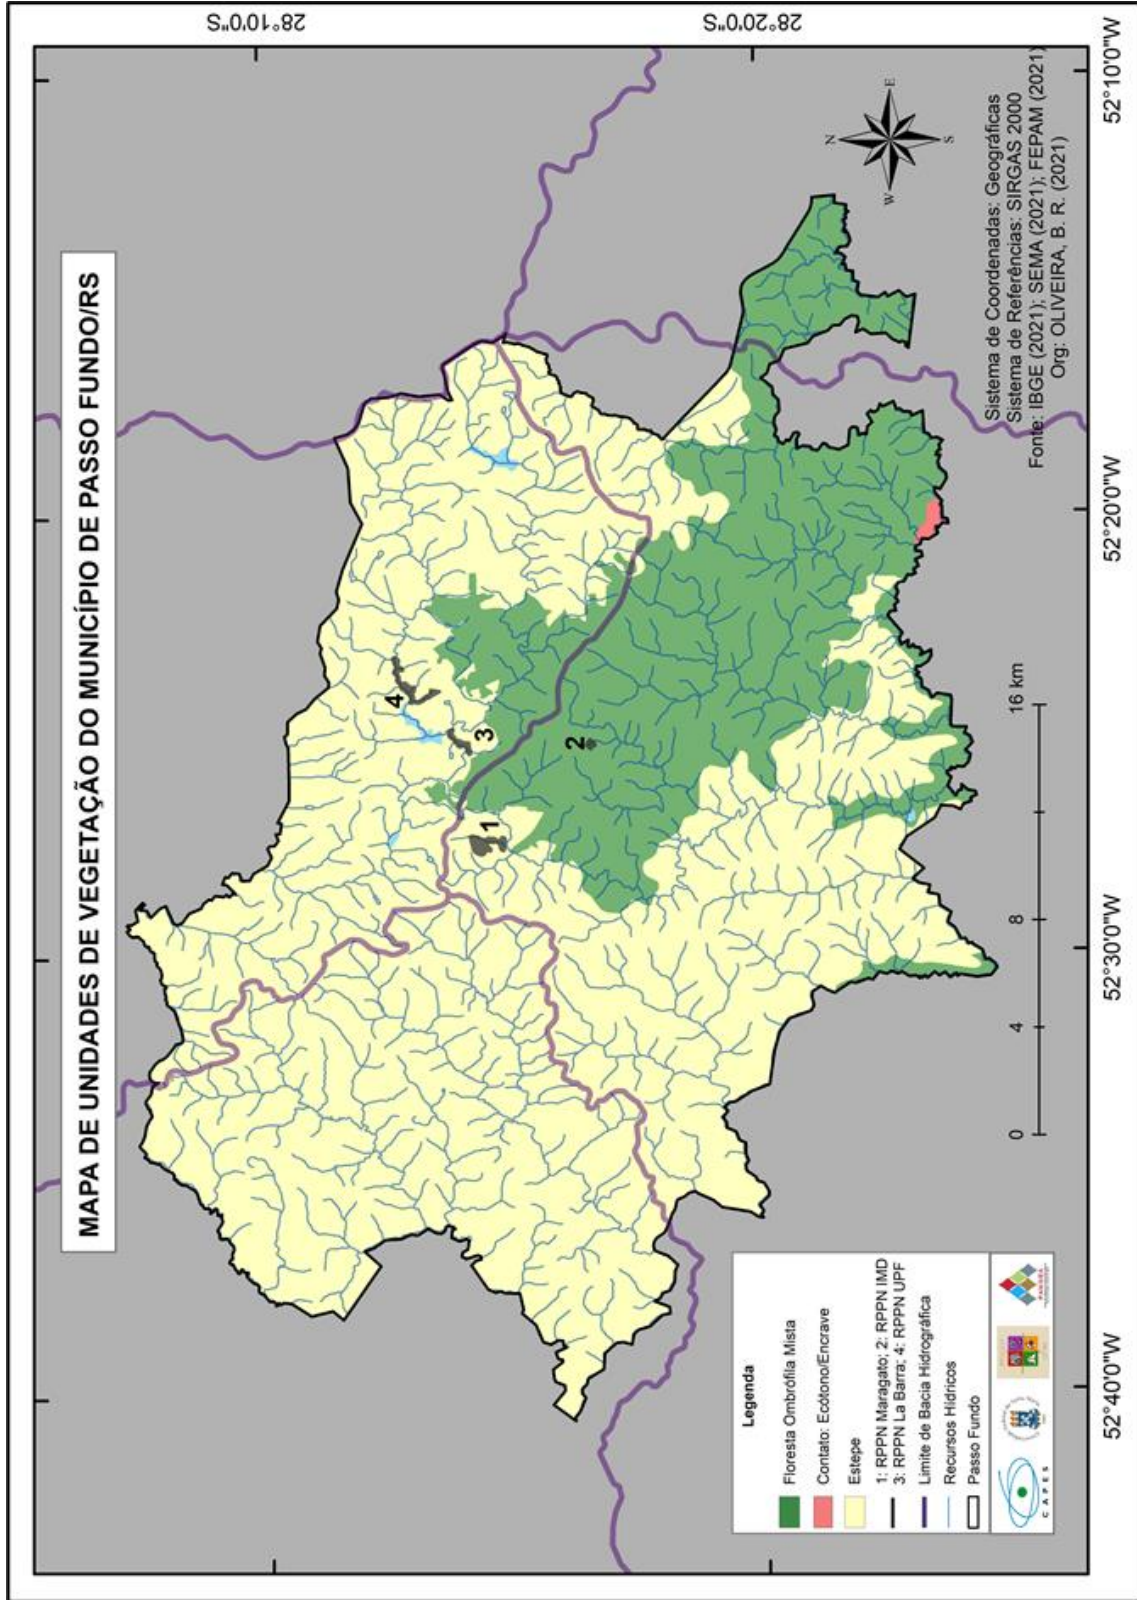 MAPA DE UNIDADES DE VEGETAÇÃO DO MUNICÍPIO DE PASSO FUNDO/RS
28°10'0"S
28°20'0"S
4
3
1
2
N
W
E
S
Legenda
Floresta Ombrófila Mista
Contato: Ecótono/Encrave
Estepe
1: RPPN Maragato; 2: RPPN IMD
3: RPPN La Barra; 4: RPPN UPF
Limite de Bacia Hidrográfica
Recursos Hídricos
Passo Fundo
CAPES
0 4 8 16 km
Sistema de Coordenadas: Geográficas
Sistema de Referências: SIRGAS 2000
Fonte: IBGE (2021); SEMA (2021); FEPAM (2021)
Org: OLIVEIRA, B. R. (2021)
52°40'0"W
52°30'0"W
52°20'0"W
52°10'0"W